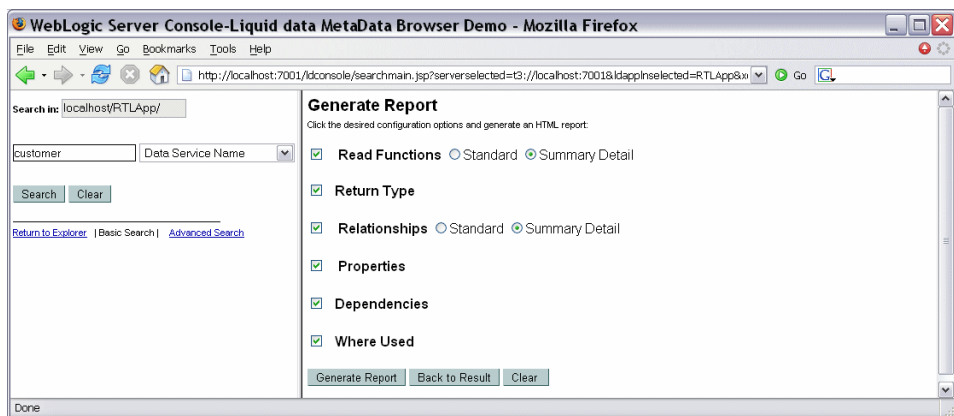 WebLogic Server Console-Liquid data MetaData Browser Demo - Mozilla Firefox
File Edit View Go Bookmarks Tools Help
http://localhost:7001/ldconsole/searchmain.jsp?serverselected=t3://localhost:7001&ldapplnselected=RTLApp& Go
Search in: localhost/RTLApp/
customer Data Service Name
Search Clear
Return to Explorer | Basic Search | Advanced Search
Generate Report
Click the desired configuration options and generate an HTML report:
Read Functions Standard Summary Detail
Return Type
Relationships Standard Summary Detail
Properties
Dependencies
Where Used
Generate Report Back to Result Clear
Done